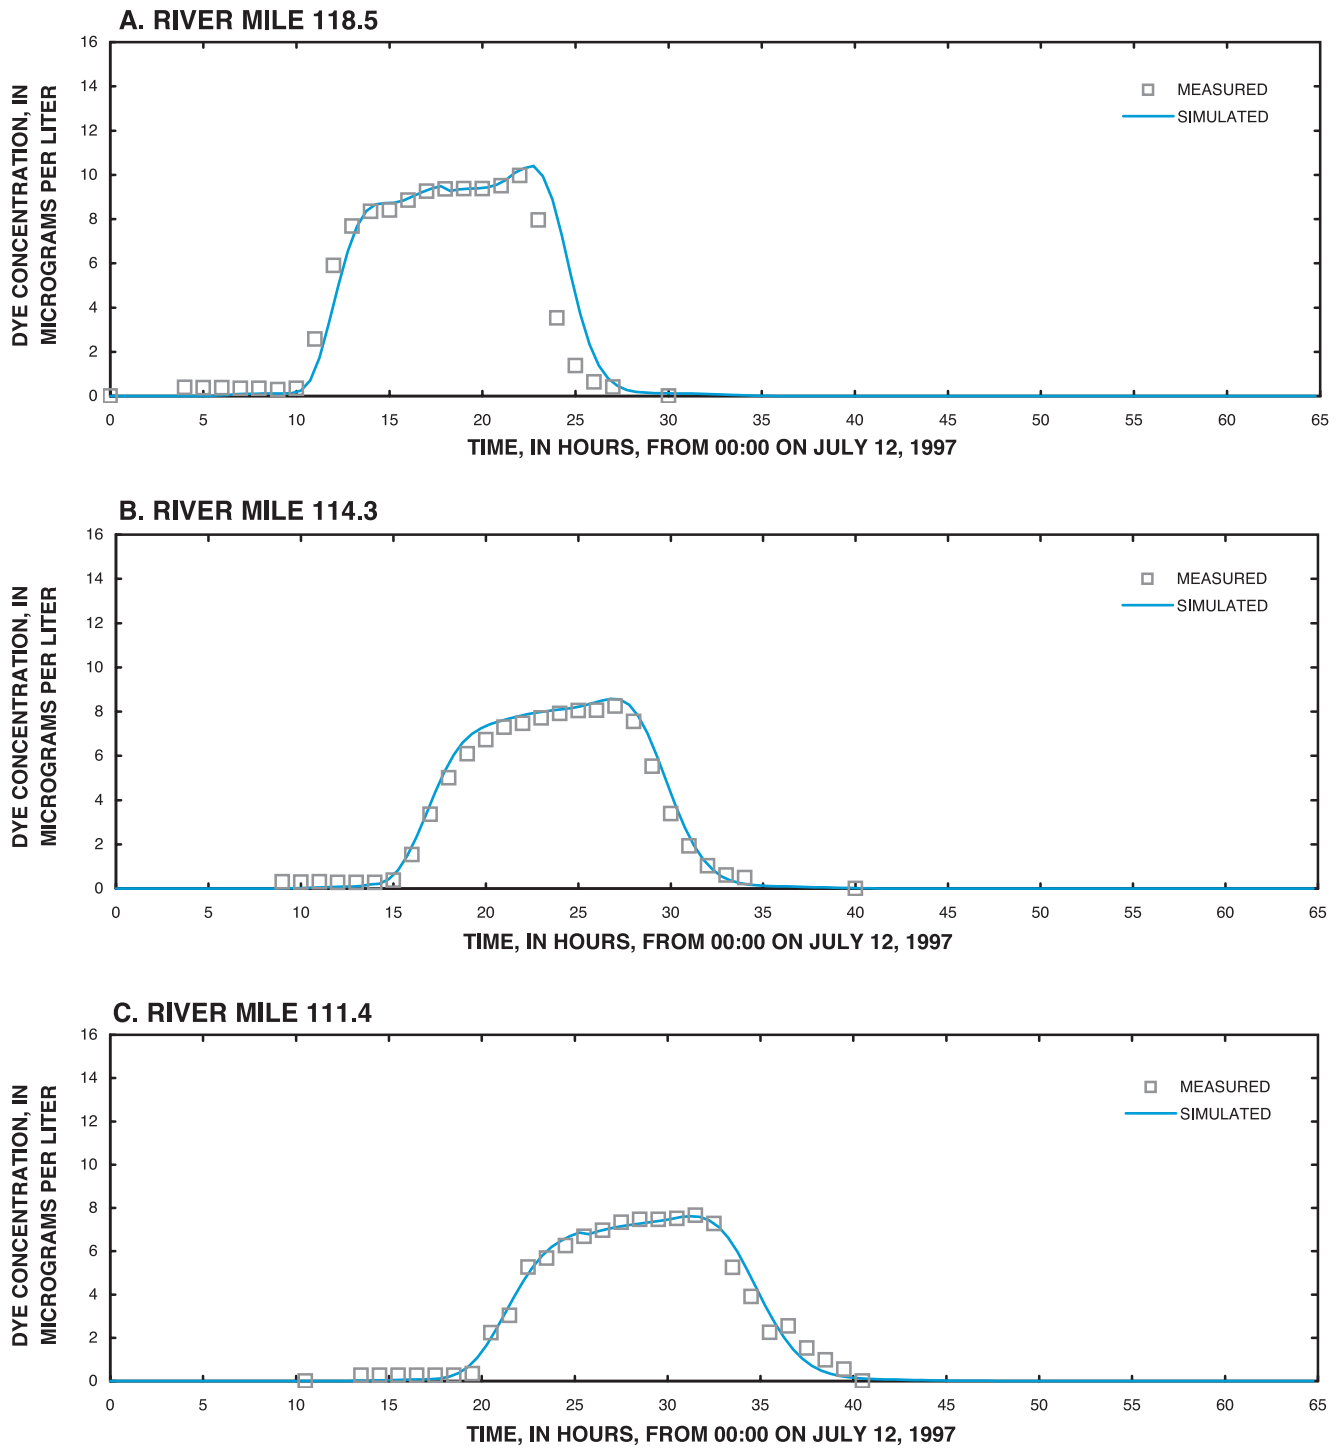 A. RIVER MILE 118.5
DYE CONCENTRATION, IN
MICROGRAMS PER LITER
16
14
12
10
8
6
4
2
0
MEASURED
SIMULATED
0 5 10 15 20 25 30 35 40 45 50 55 60 65
TIME, IN HOURS, FROM 00:00 ON JULY 12, 1997
B. RIVER MILE 114.3
DYE CONCENTRATION, IN
MICROGRAMS PER LITER
16
14
12
10
8
6
4
2
0
MEASURED
SIMULATED
0 5 10 15 20 25 30 35 40 45 50 55 60 65
TIME, IN HOURS, FROM 00:00 ON JULY 12, 1997
C. RIVER MILE 111.4
DYE CONCENTRATION, IN
MICROGRAMS PER LITER
16
14
12
10
8
6
4
2
0
MEASURED
SIMULATED
0 5 10 15 20 25 30 35 40 45 50 55 60 65
TIME, IN HOURS, FROM 00:00 ON JULY 12, 1997